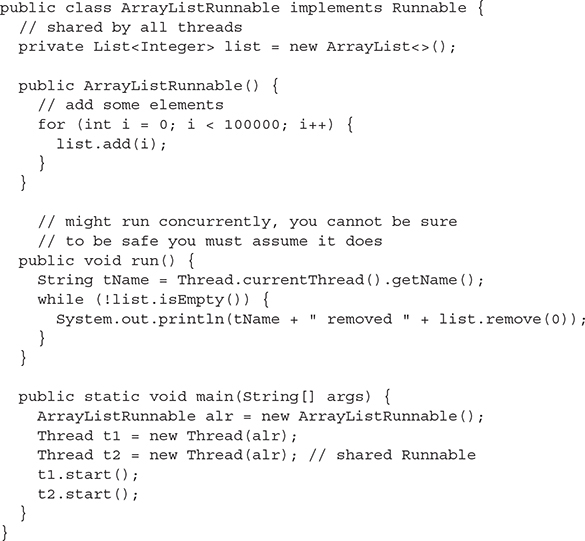 public class ArrayListRunnable implements Runnable {
  // shared by all threads
  private List<Integer> list = new ArrayList<>();

  public ArrayListRunnable() {
    // add some elements
    for (int i = 0; i < 100000; i++) {
      list.add(i);
    }
  }

    // might run concurrently, you cannot be sure
    // to be safe you must assume it does
  public void run() {
    String tName = Thread.currentThread().getName();
    while (!list.isEmpty()) {
      System.out.println(tName + " removed " + list.remove(0));
    }
  }

  public static void main(String[] args) {
    ArrayListRunnable alr = new ArrayListRunnable();
    Thread t1 = new Thread(alr);
    Thread t2 = new Thread(alr); // shared Runnable
    t1.start();
    t2.start();
  }
}